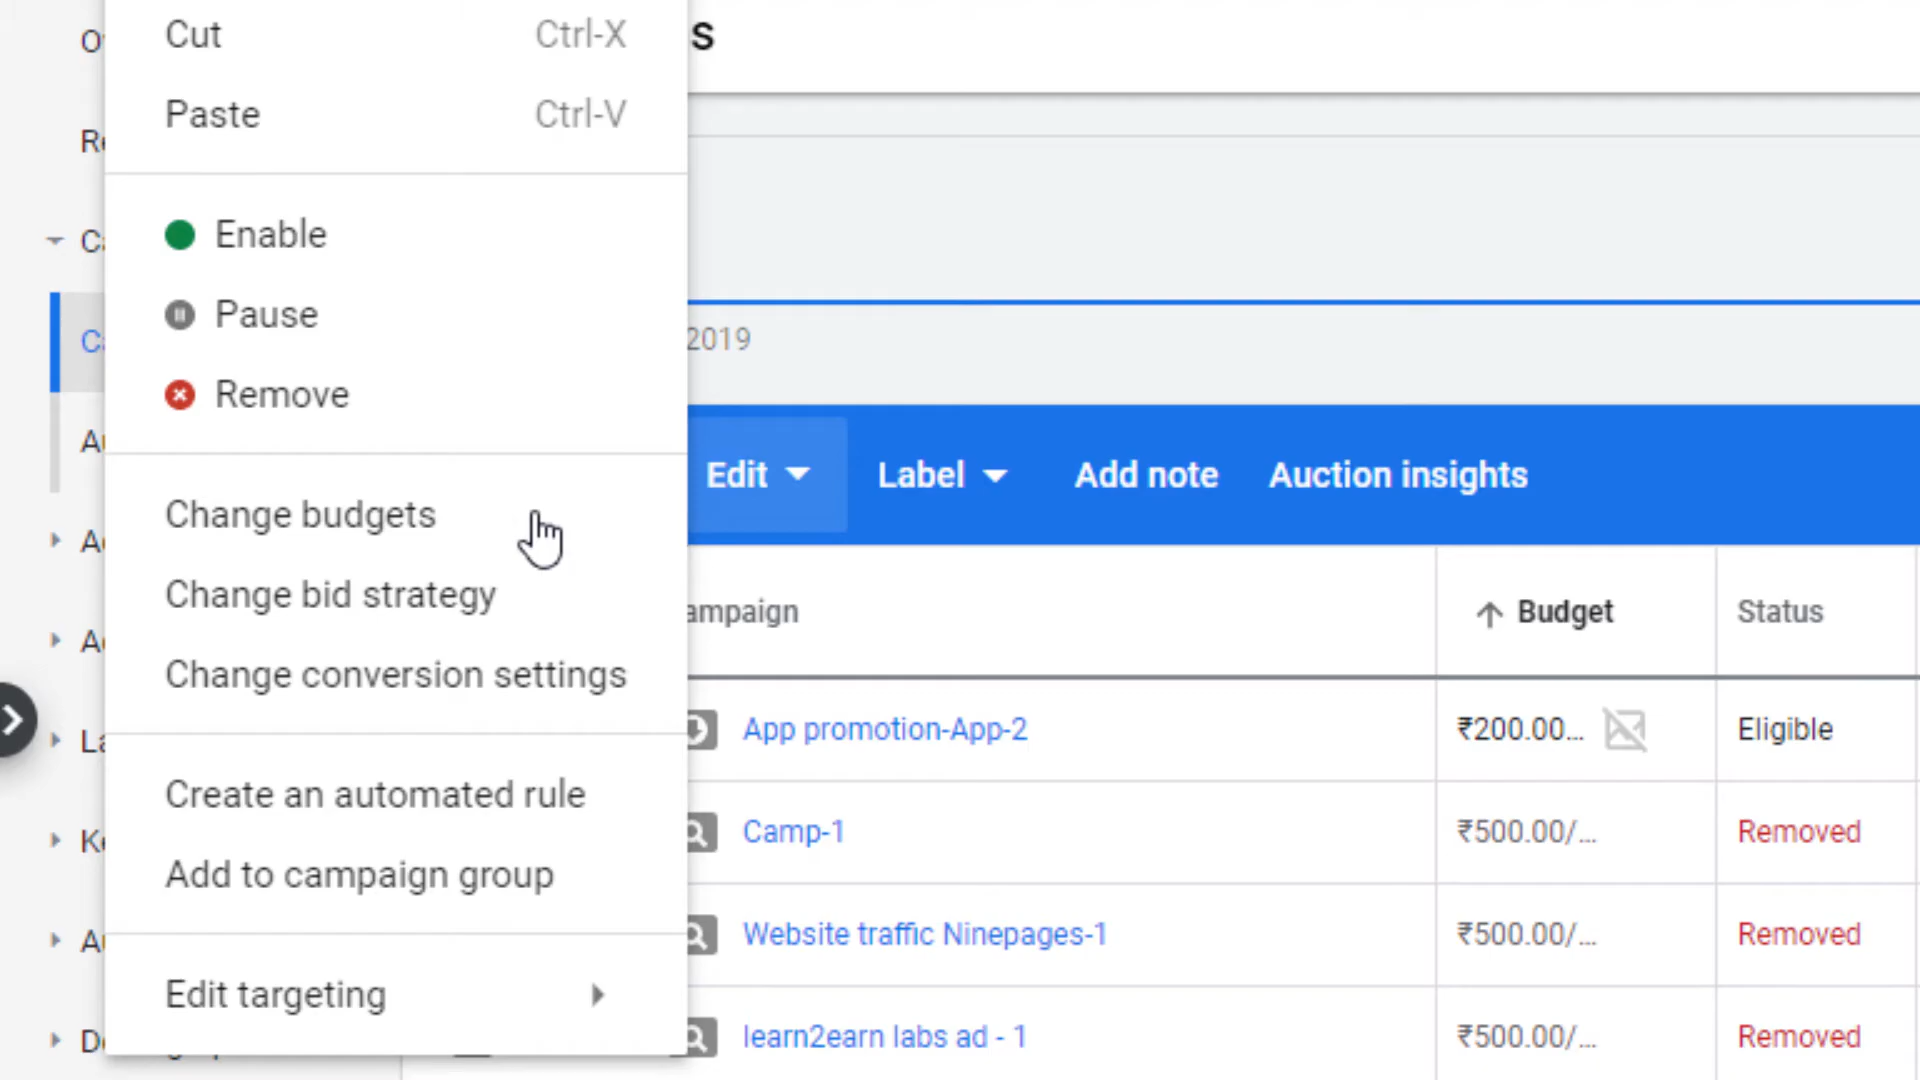 Cut Ctrl-X
Paste Ctrl-V
Enable
Pause
Remove
Change budgets
Change bid strategy
Change conversion settings
Create an automated rule
Add to campaign group
Edit targeting
s
2019
Edit Label Add note Auction insights
ampaign Budget Status
App promotion-App-2 ₹200.00... Eligible
Camp-1 ₹500.00/... Removed
Website traffic Ninepages-1 ₹500.00/... Removed
learn2earn labs ad - 1 ₹500.00/... Removed